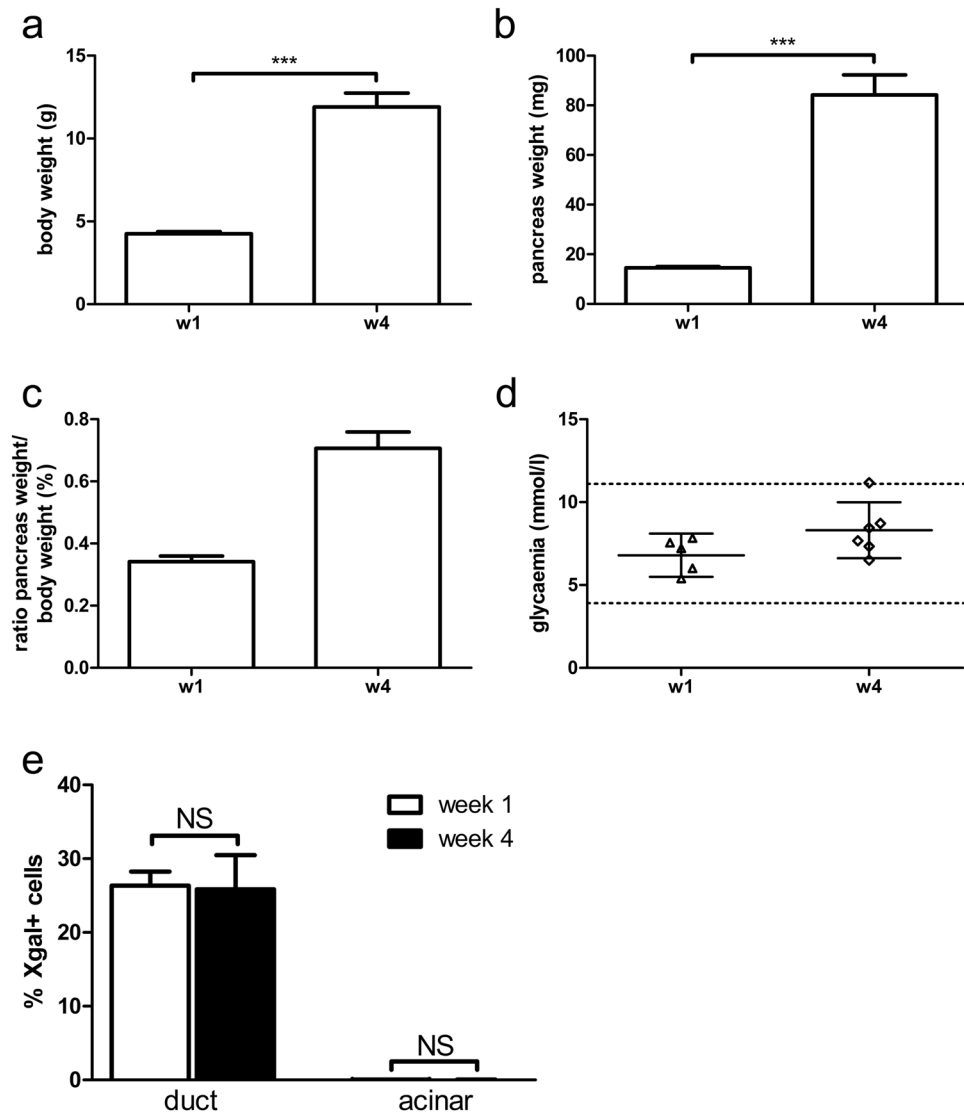 a
body weight (g)
15
10
5
0
***
w1
w4
b
pancreas weight (mg)
100
80
60
40
20
0
***
w1
w4
c
ratio pancreas weight/
body weight (%)
0.8
0.6
0.4
0.2
0.0
w1
w4
d
glycaemia (mmol/l)
15
10
5
0
w1
w4
e
% Xgal+ cells
40
30
20
10
0
NS
NS
week 1
week 4
duct
acinar